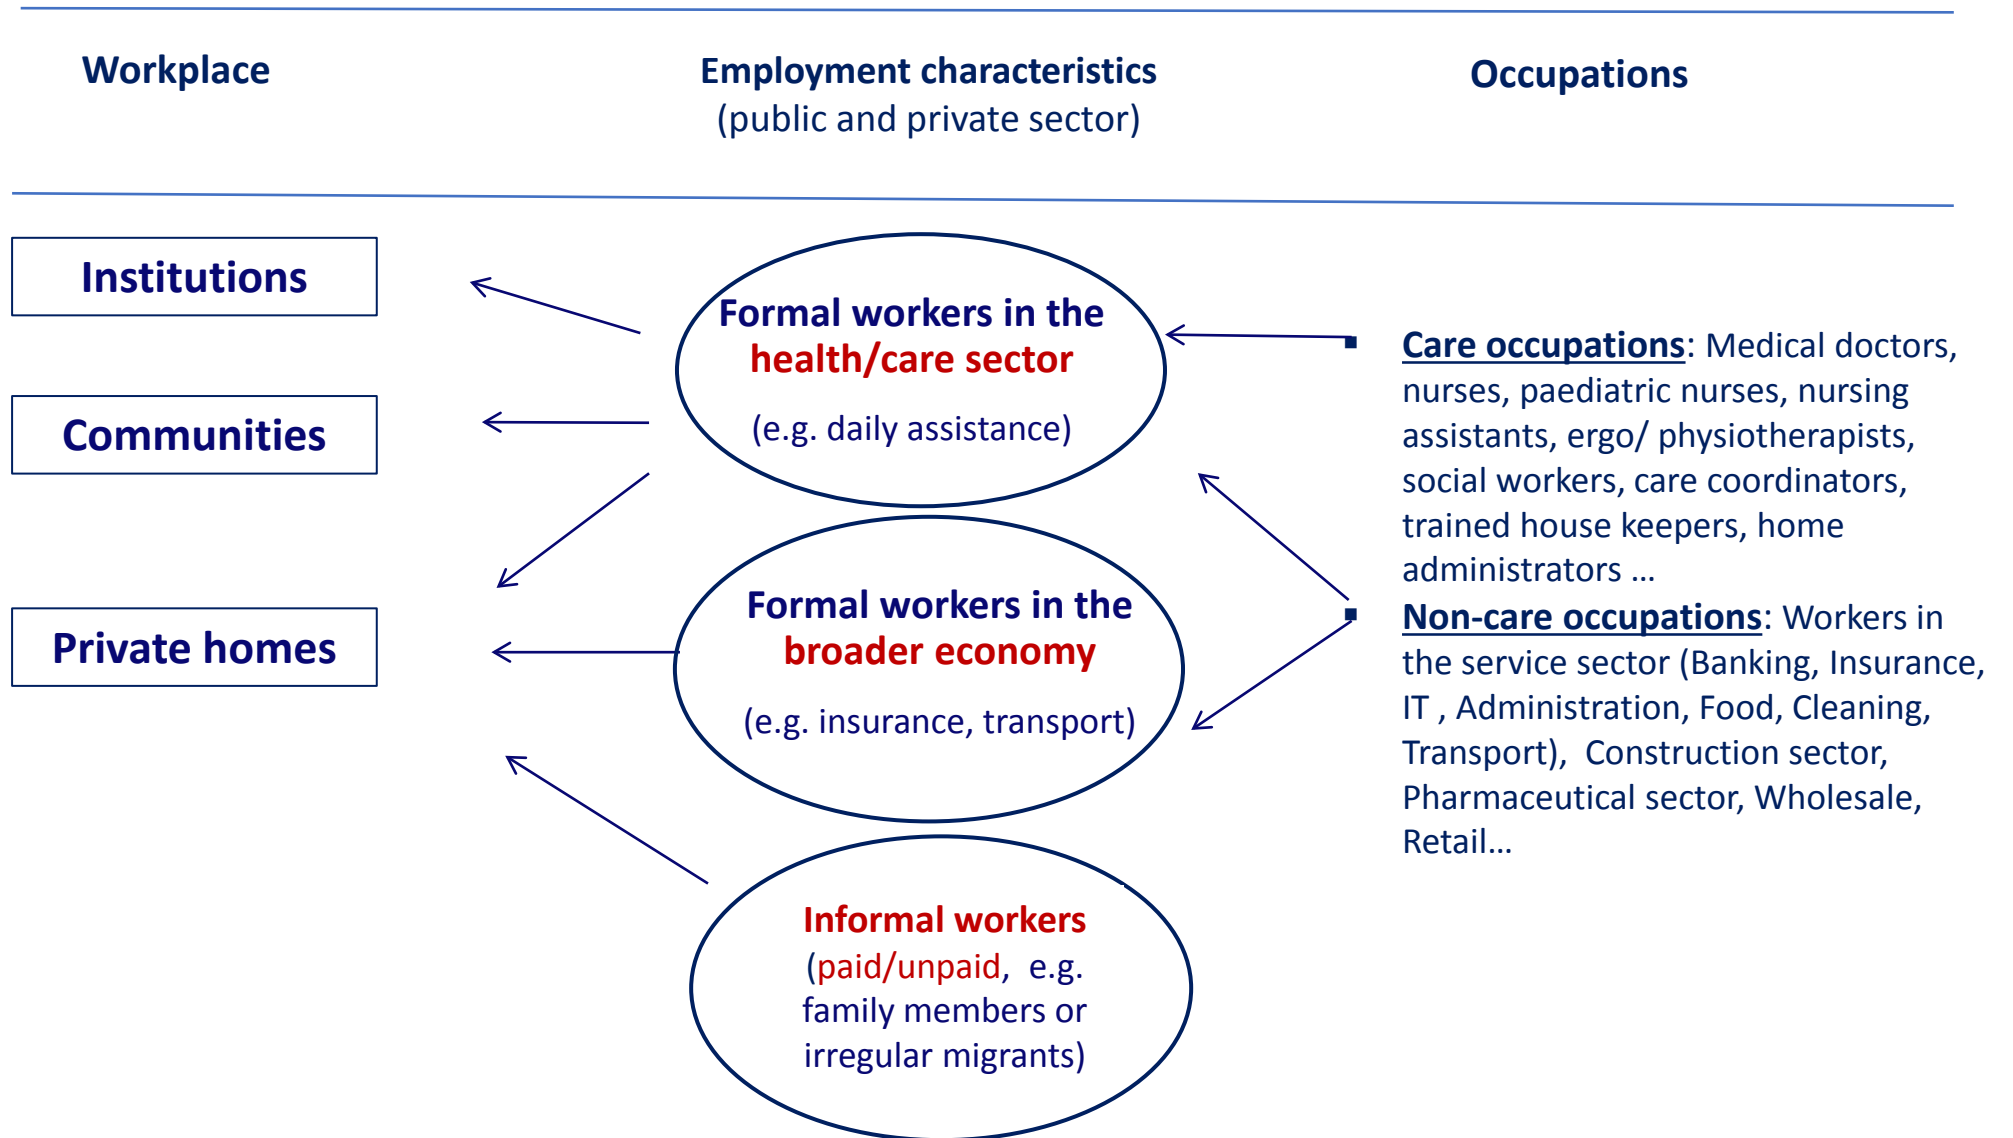 Workplace
Employment characteristics
(public and private sector)
Occupations
Institutions
Communities
Private homes
Formal workers in the
health/care sector
(e.g. daily assistance)
Formal workers in the
broader economy
(e.g. insurance, transport)
Informal workers
(paid/unpaid,  e.g.
family members or
irregular migrants)
▪ Care occupations: Medical doctors,
nurses, paediatric nurses, nursing
assistants, ergo/ physiotherapists,
social workers, care coordinators,
trained house keepers, home
administrators …
▪ Non-care occupations: Workers in
the service sector (Banking, Insurance,
IT , Administration, Food, Cleaning,
Transport),  Construction sector,
Pharmaceutical sector, Wholesale,
Retail…